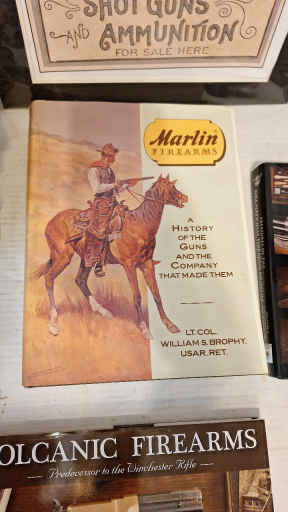 SHOT GUNS
AND AMMUNITION
FOR SALE HERE
Marlin
FIREARMS
A
HISTORY
OF THE
GUNS
AND THE
COMPANY
THAT MADE THEM
LT. COL.
WILLIAM S. BROPHY,
USAR, RET.
OLCANIC FIREARMS
Predecessor to the Winchester Rifle